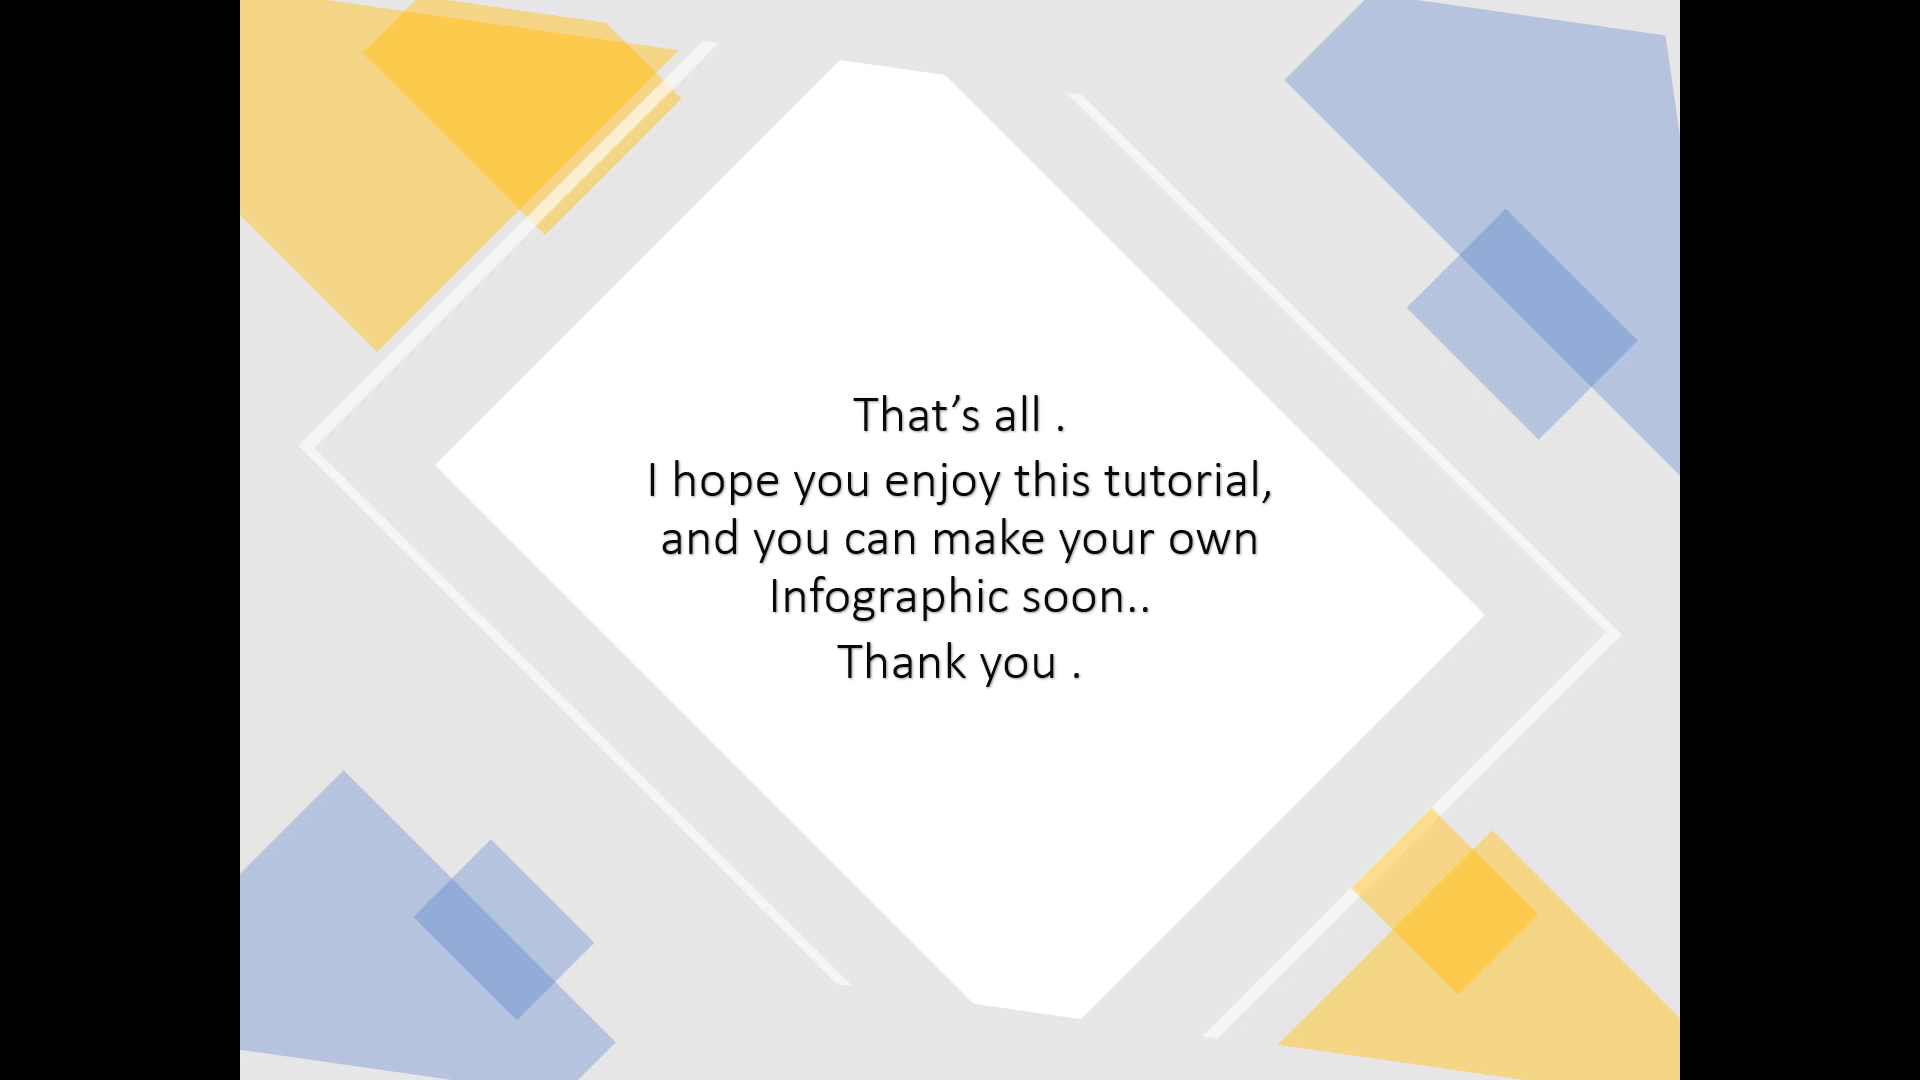 That’s all .
I hope you enjoy this tutorial,
and you can make your own
Infographic soon..
Thank you .